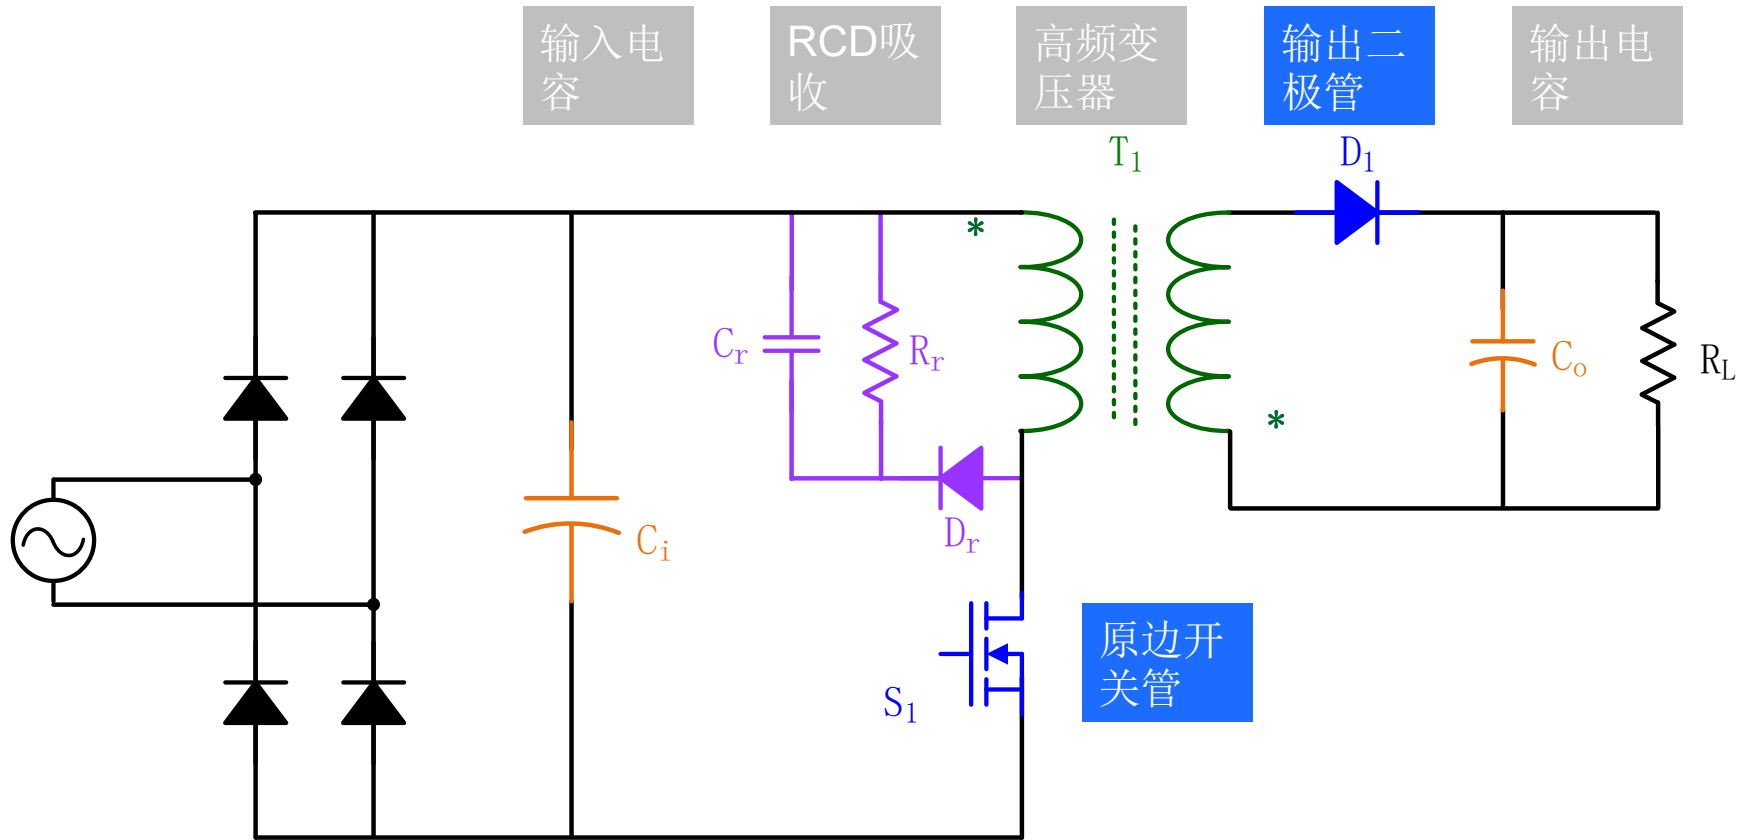 输入电
容
RCD吸
收
高频变
压器
输出二
极管
输出电
容
T1
D1
*
Cr
Rr
Co
RL
*
Ci
Dr
原边开
关管
S1